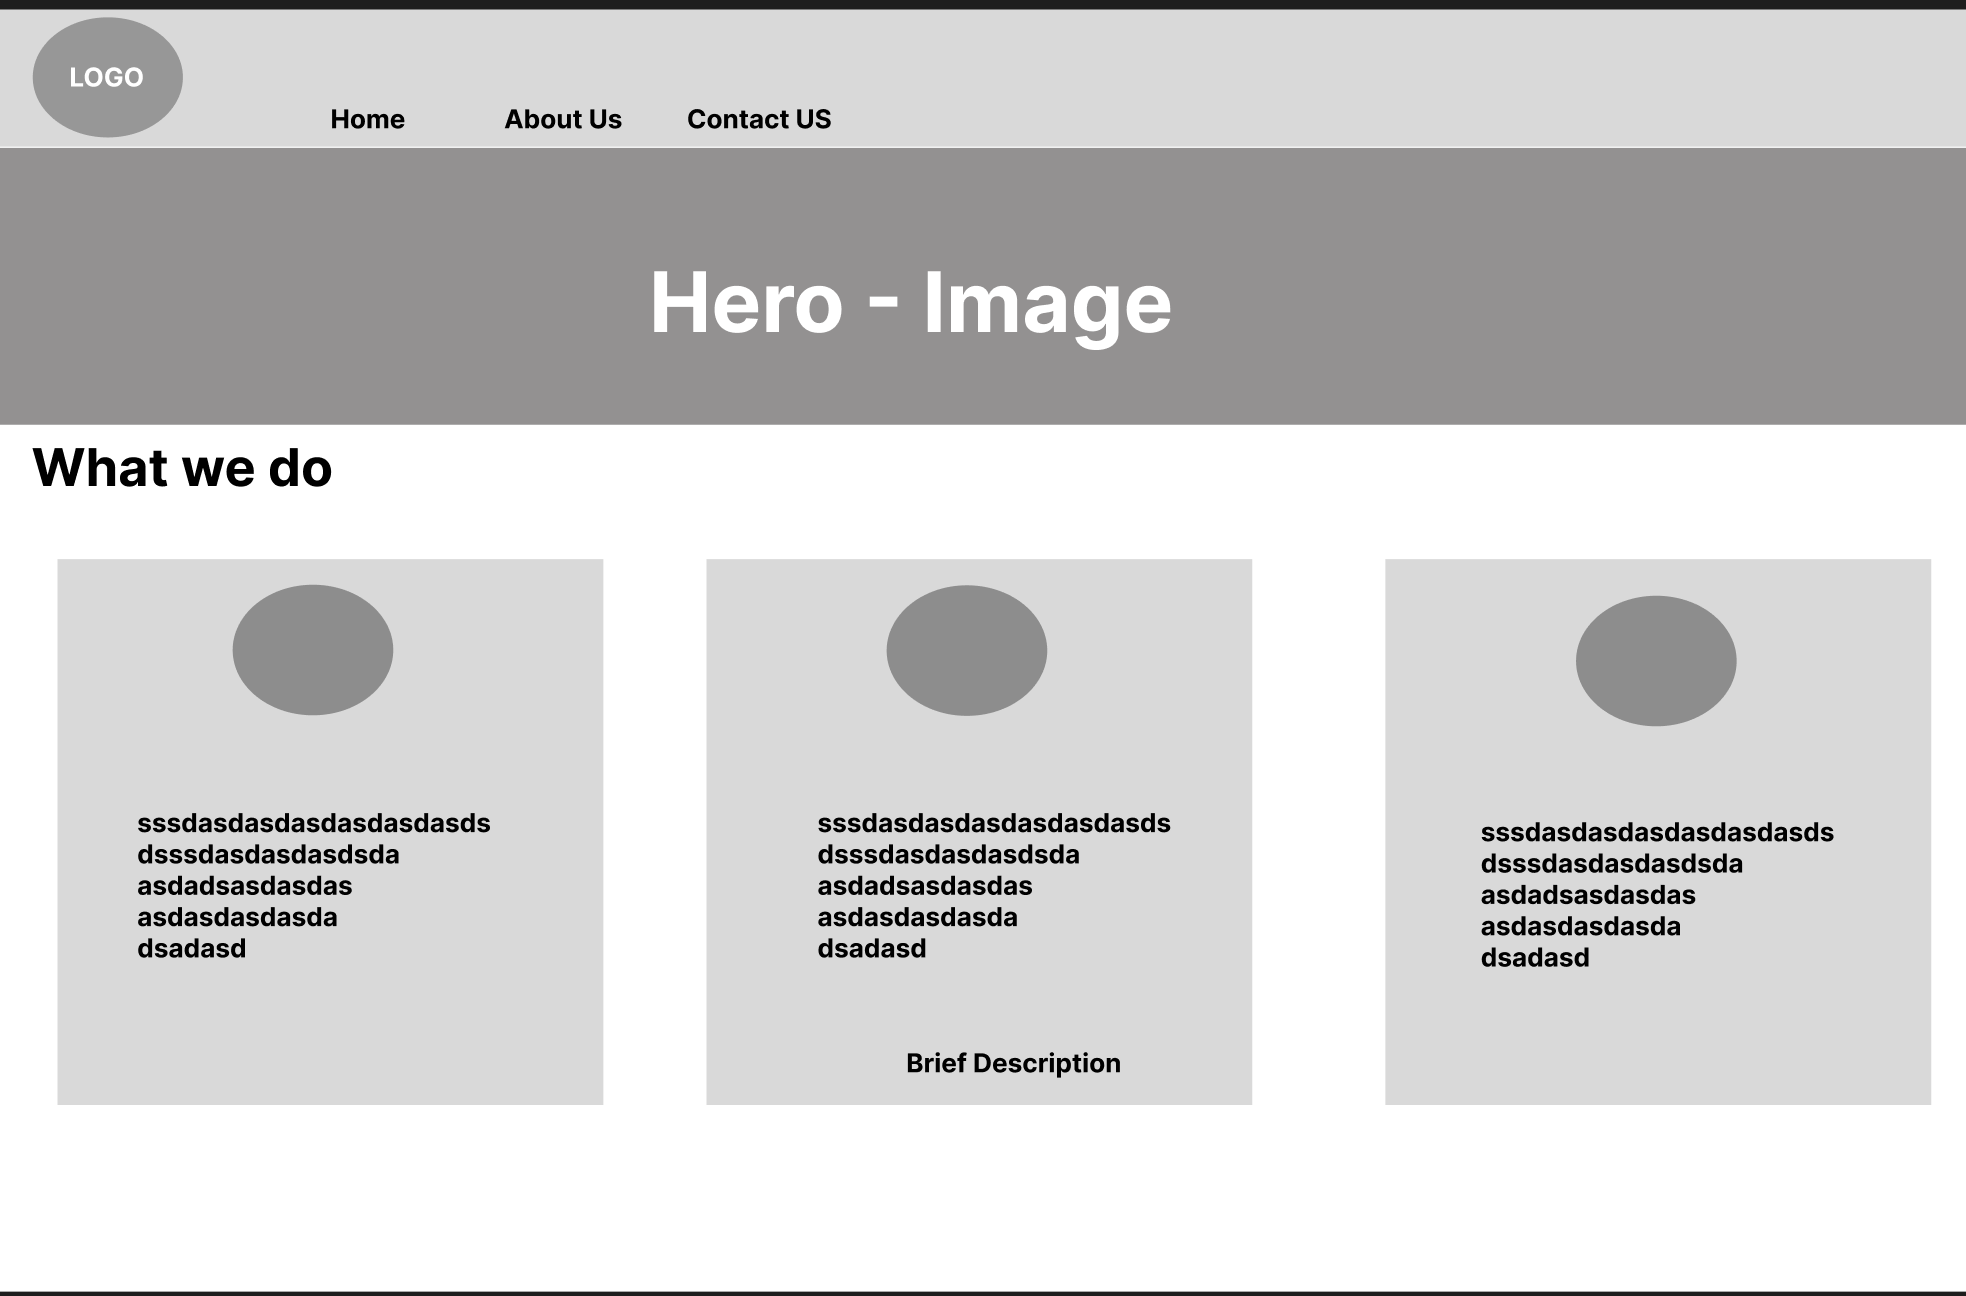 LOGO
Home
About Us
Contact US
Hero - Image
What we do
sssdasdasdasdasdasdasds
dsssdasdasdasdsda
asdadsasdasdas
asdasdasdasda
dsadasd
sssdasdasdasdasdasdasds
dsssdasdasdasdsda
asdadsasdasdas
asdasdasdasda
dsadasd
Brief Description
sssdasdasdasdasdasdasds
dsssdasdasdasdsda
asdadsasdasdas
asdasdasdasda
dsadasd